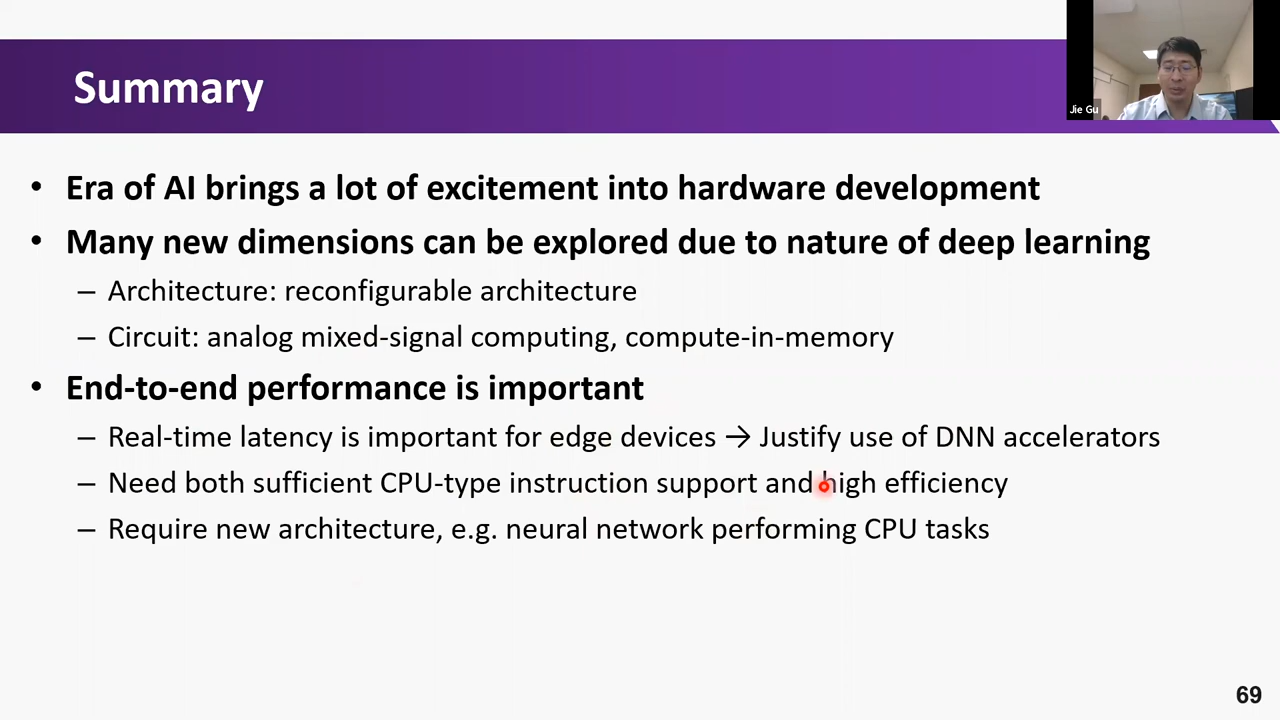 Summary
Jie Gu
• Era of AI brings a lot of excitement into hardware development
• Many new dimensions can be explored due to nature of deep learning
– Architecture: reconfigurable architecture
– Circuit: analog mixed-signal computing, compute-in-memory
• End-to-end performance is important
– Real-time latency is important for edge devices → Justify use of DNN accelerators
– Need both sufficient CPU-type instruction support and high efficiency
– Require new architecture, e.g. neural network performing CPU tasks
69